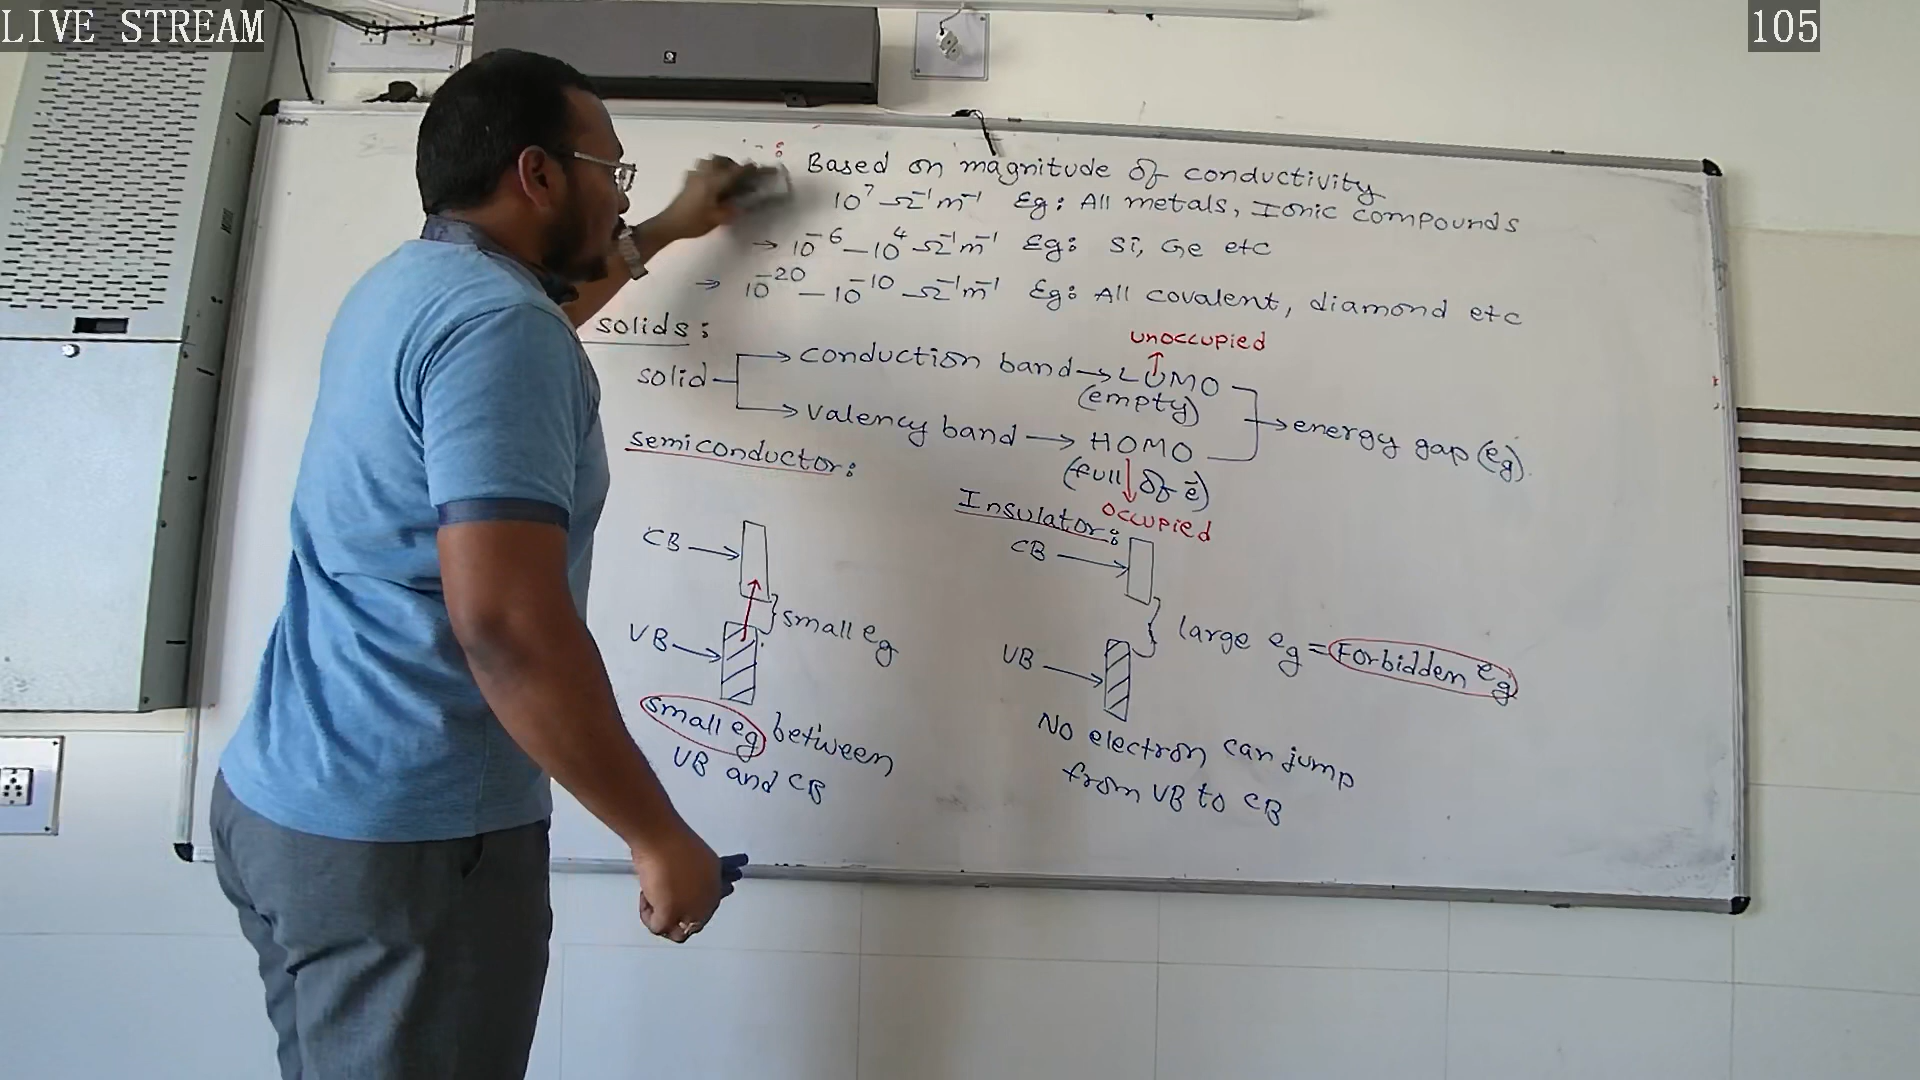 LIVE STREAM
105
Based on magnitude of conductivity
10⁷ Ω⁻¹m⁻¹ Eg: All metals, Ionic compounds
→ 10⁻⁶ – 10⁴ Ω⁻¹m⁻¹ Eg: Si, Ge etc
→ 10⁻²⁰ – 10⁻¹⁰ Ω⁻¹m⁻¹ Eg: All covalent, diamond etc
solids:
unoccupied
solid → conduction band → LUMO
(empty)
→ energy gap (eg).
→ valency band → HOMO
(full of e⁻)
occupied
semiconductor:
CB →
small eg
VB →
small eg between
VB and CB
Insulator:
CB →
large eg = Forbidden eg
VB →
No electron can jump
from VB to CB